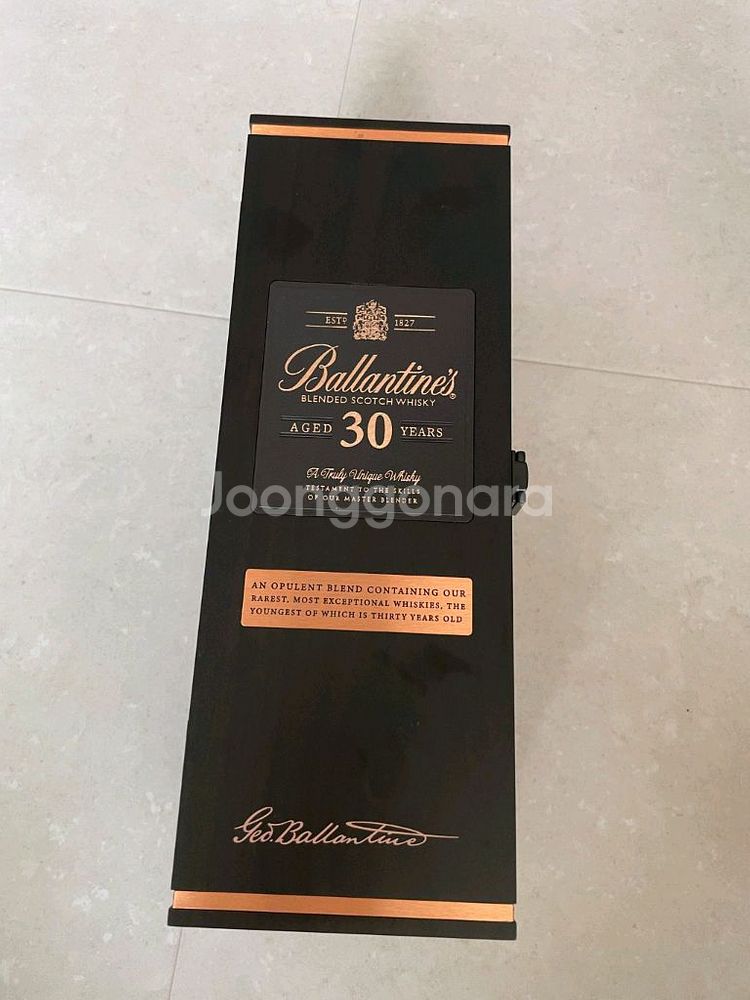 ESTD 1827
Ballantine's®
BLENDED SCOTCH WHISKY
AGED 30 YEARS
A Truly Unique Whisky
TESTAMENT TO THE SKILLS
OF OUR MASTER BLENDER
Joonggonara
AN OPULENT BLEND CONTAINING OUR
RAREST, MOST EXCEPTIONAL WHISKIES, THE
YOUNGEST OF WHICH IS THIRTY YEARS OLD
Geo. Ballantine